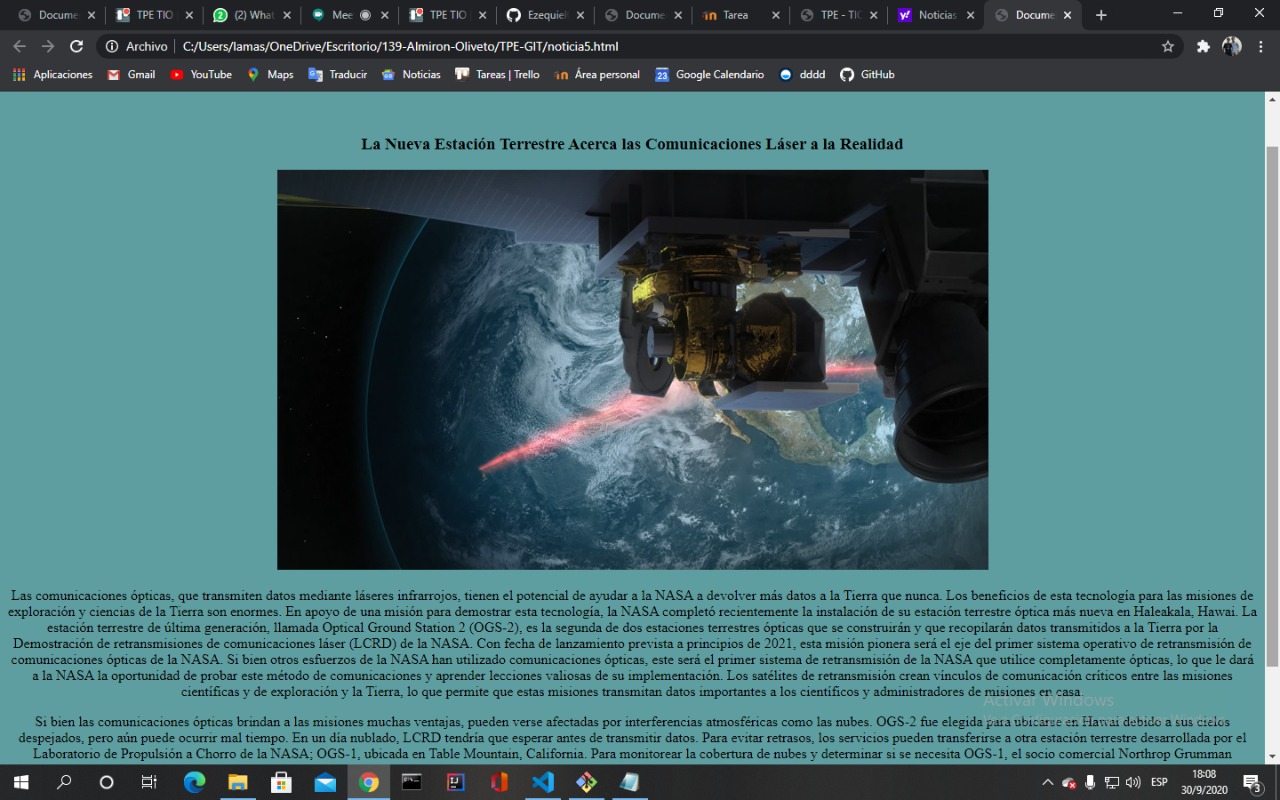 Docume
TPE TIO
(2) What
Mee
TPE TIO
Ezequiel
Docume
Tarea
TPE - TIC
Noticias
Docume
Archivo
C:/Users/lamas/OneDrive/Escritorio/139-Almiron-Oliveto/TPE-GIT/noticia5.html
Aplicaciones
Gmail
YouTube
Maps
Traducir
Noticias
Tareas | Trello
Área personal
23
Google Calendario
dddd
GitHub
La Nueva Estación Terrestre Acerca las Comunicaciones Láser a la Realidad
Las comunicaciones ópticas, que transmiten datos mediante láseres infrarrojos, tienen el potencial de ayudar a la NASA a devolver más datos a la Tierra que nunca. Los beneficios de esta tecnología para las misiones de
exploración y ciencias de la Tierra son enormes. En apoyo de una misión para demostrar esta tecnología, la NASA completó recientemente la instalación de su estación terrestre óptica más nueva en Haleakala, Hawai. La
estación terrestre de última generación, llamada Optical Ground Station 2 (OGS-2), es la segunda de dos estaciones terrestres ópticas que se construirán y que recopilarán datos transmitidos a la Tierra por la
Demostración de retransmisiones de comunicaciones láser (LCRD) de la NASA. Con fecha de lanzamiento prevista a principios de 2021, esta misión pionera será el eje del primer sistema operativo de retransmisión de
comunicaciones ópticas de la NASA. Si bien otros esfuerzos de la NASA han utilizado comunicaciones ópticas, este será el primer sistema de retransmisión de la NASA que utilice completamente ópticas, lo que le dará
a la NASA la oportunidad de probar este método de comunicaciones y aprender lecciones valiosas de su implementación. Los satélites de retransmisión crean vínculos de comunicación críticos entre las misiones
científicas y de exploración y la Tierra, lo que permite que estas misiones transmitan datos importantes a los científicos y administradores de misiones en casa.
Activar Windows
Si bien las comunicaciones ópticas brindan a las misiones muchas ventajas, pueden verse afectadas por interferencias atmosféricas como las nubes. OGS-2 fue elegida para ubicarse en Hawai debido a sus cielos
despejados, pero aún puede ocurrir mal tiempo. En un día nublado, LCRD tendría que esperar antes de transmitir datos. Para evitar retrasos, los servicios pueden transferirse a otra estación terrestre desarrollada por el
Laboratorio de Propulsión a Chorro de la NASA; OGS-1, ubicada en Table Mountain, California. Para monitorear la cobertura de nubes y determinar si se necesita OGS-1, el socio comercial Northrop Grumman
ESP
18:08
30/9/2020
3